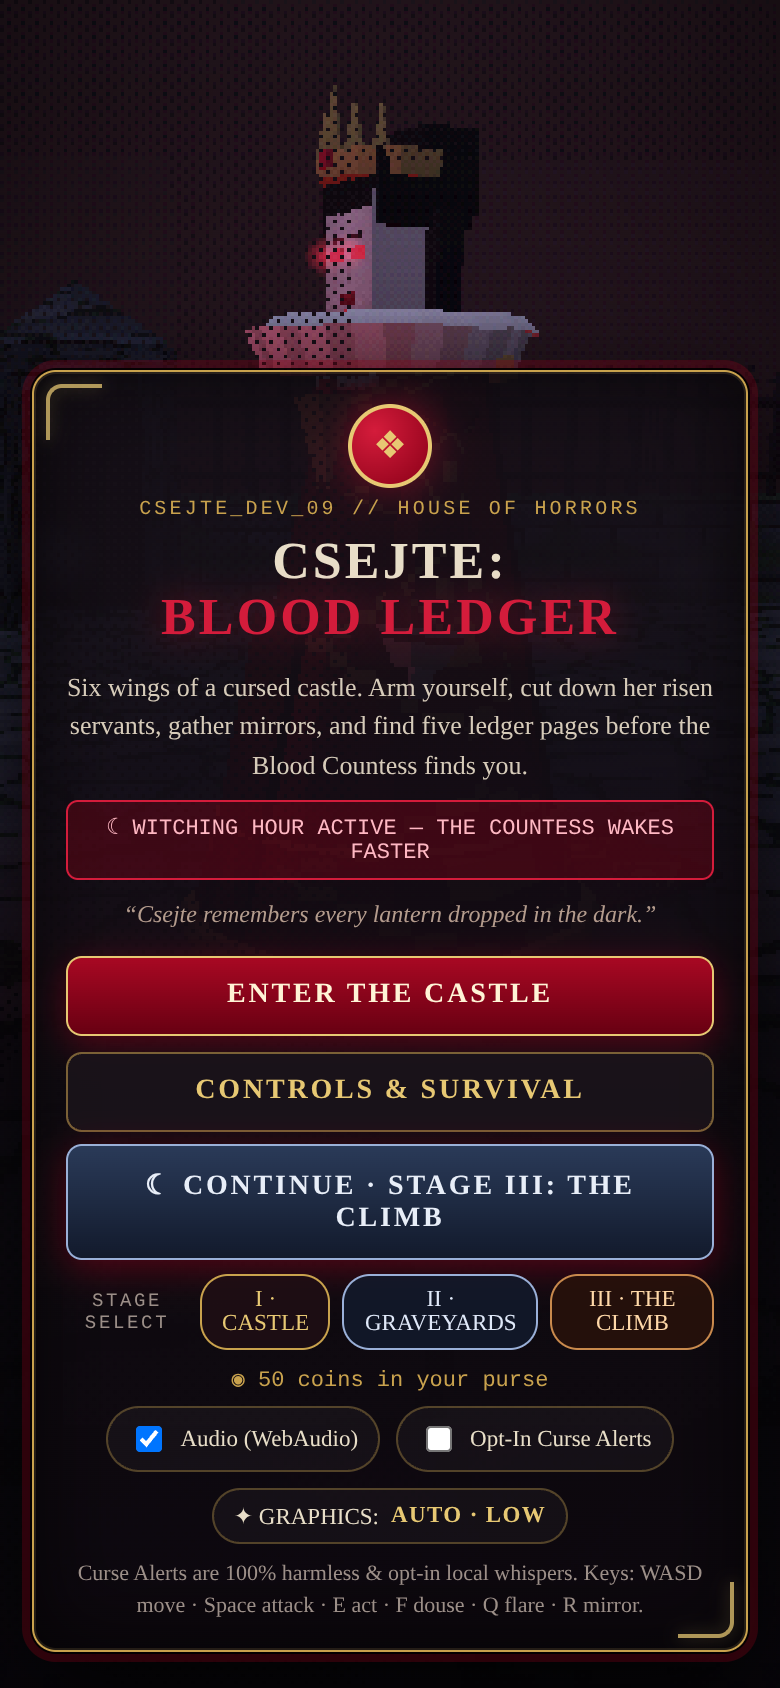 CSEJTE_DEV_09 // HOUSE OF HORRORS
CSEJTE:
BLOOD LEDGER
Six wings of a cursed castle. Arm yourself, cut down her risen
servants, gather mirrors, and find five ledger pages before the
Blood Countess finds you.
☾ WITCHING HOUR ACTIVE — THE COUNTESS WAKES
FASTER
“Csejte remembers every lantern dropped in the dark.”
ENTER THE CASTLE
CONTROLS & SURVIVAL
☾ CONTINUE · STAGE III: THE
CLIMB
STAGE
SELECT
I ·
CASTLE
II ·
GRAVEYARDS
III · THE
CLIMB
◉ 50 coins in your purse
Audio (WebAudio)
Opt-In Curse Alerts
✦ GRAPHICS: AUTO · LOW
Curse Alerts are 100% harmless & opt-in local whispers. Keys: WASD
move · Space attack · E act · F douse · Q flare · R mirror.